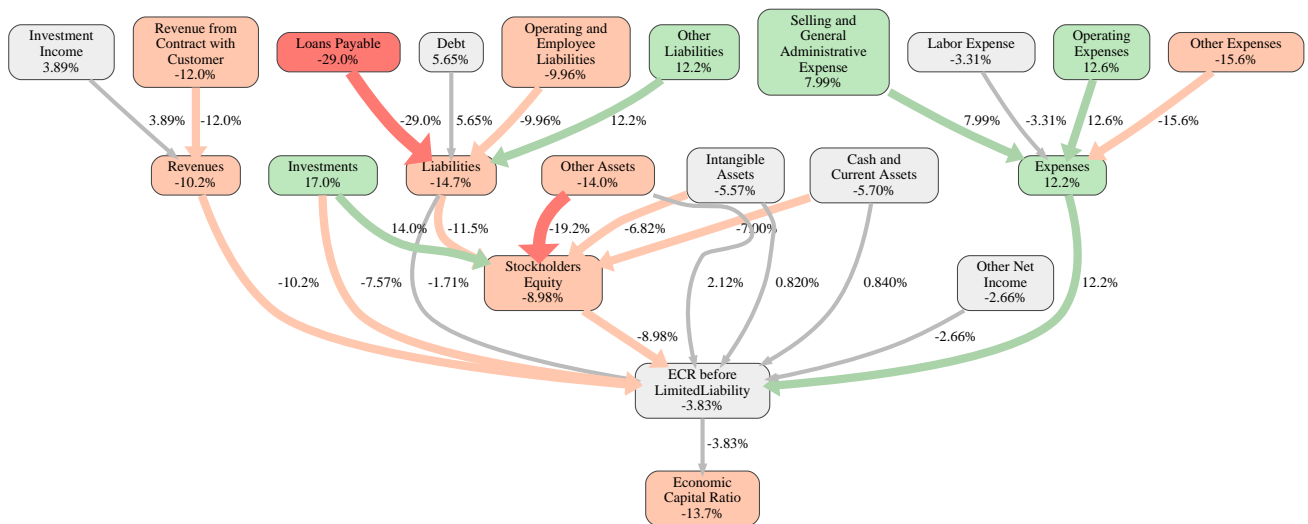 Investment
Income
3.89%
Revenue from
Contract with
Customer
-12.0%
Loans Payable
-29.0%
Debt
5.65%
Operating and
Employee
Liabilities
-9.96%
Other
Liabilities
12.2%
Selling and
General
Administrative
Expense
7.99%
Labor Expense
-3.31%
Operating
Expenses
12.6%
Other Expenses
-15.6%
3.89%
-12.0%
-29.0%
5.65%
-9.96%
12.2%
7.99%
-3.31%
12.6%
-15.6%
Revenues
-10.2%
Investments
17.0%
Liabilities
-14.7%
Other Assets
-14.0%
Intangible
Assets
-5.57%
Cash and
Current Assets
-5.70%
Expenses
12.2%
14.0%
-11.5%
-19.2%
-6.82%
-7.00%
Stockholders
Equity
-8.98%
Other Net
Income
-2.66%
-10.2%
-7.57%
-1.71%
2.12%
0.820%
0.840%
12.2%
-8.98%
-2.66%
ECR before
LimitedLiability
-3.83%
-3.83%
Economic
Capital Ratio
-13.7%